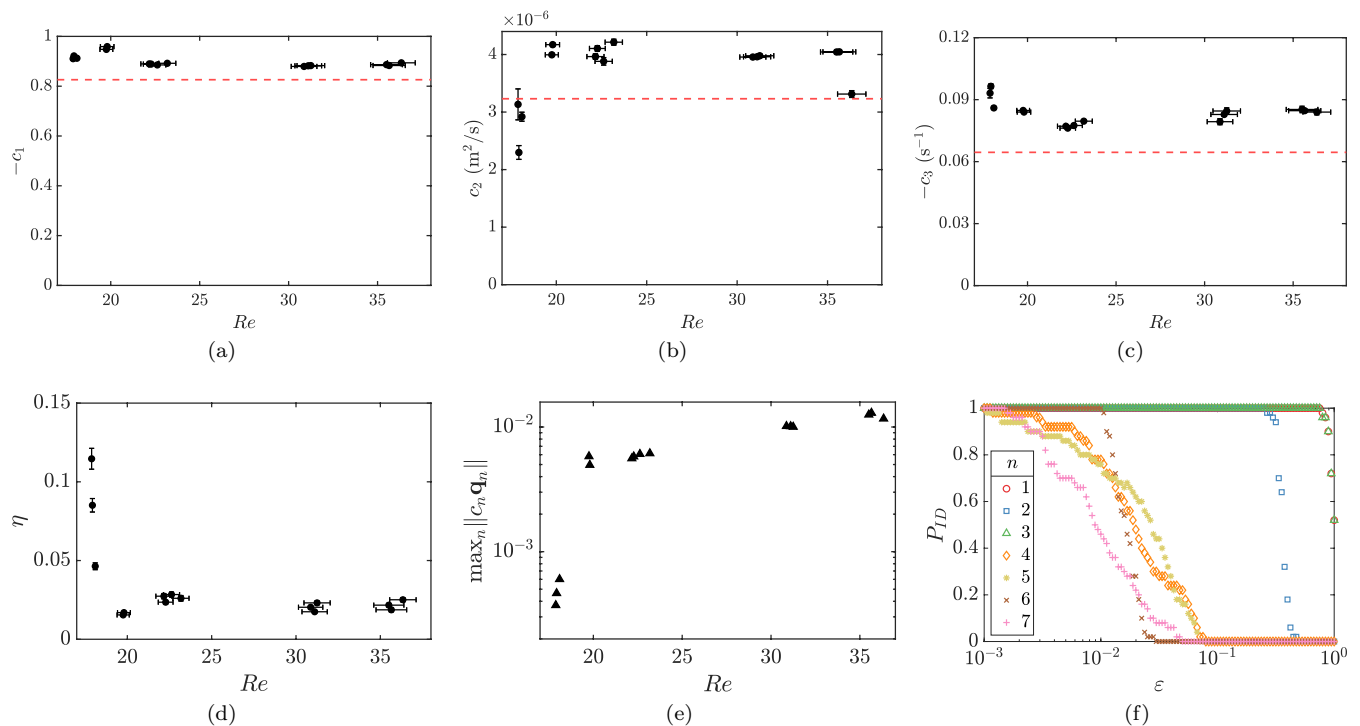 1
0.8
0.6
0.4
0.2
0
−c₁
20 25 30 35
Re
(a)
×10⁻⁶
4
3
2
1
0
c₂ (m²/s)
20 25 30 35
Re
(b)
0.12
0.09
0.06
0.03
0
−c₃ (s⁻¹)
20 25 30 35
Re
(c)
0.15
0.1
0.05
0
η
20 25 30 35
Re
(d)
10⁻²
10⁻³
maxₙ||cₙqₙ||
20 25 30 35
Re
(e)
1
0.8
0.6
0.4
0.2
0
P_ID
n
1
2
3
4
5
6
7
10⁻³ 10⁻² 10⁻¹ 10⁰
ε
(f)